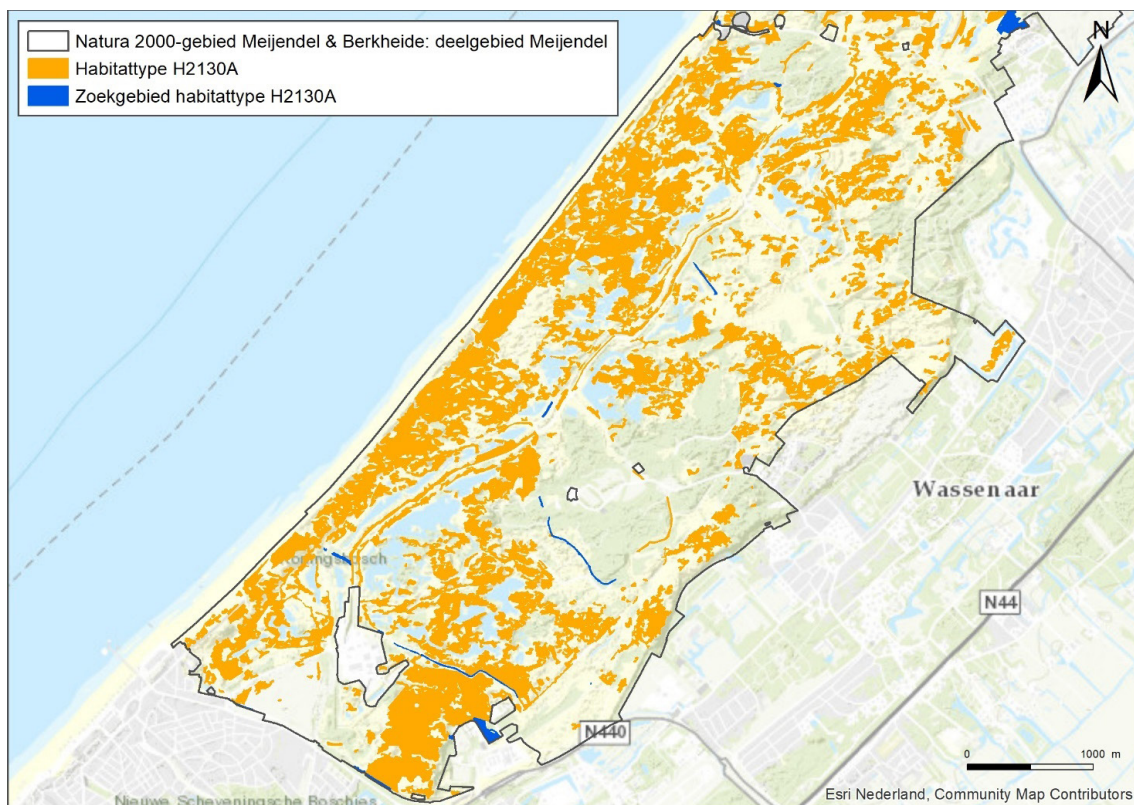 Natura 2000-gebied Meijendel & Berkheide: deelgebied Meijendel
Habitattype H2130A
Zoekgebied habitattype H2130A
N
Wassenaar
N44
N440
0 1000 m
Nieuwe Scheveningsche Boschjes
Esri Nederland, Community Map Contributors